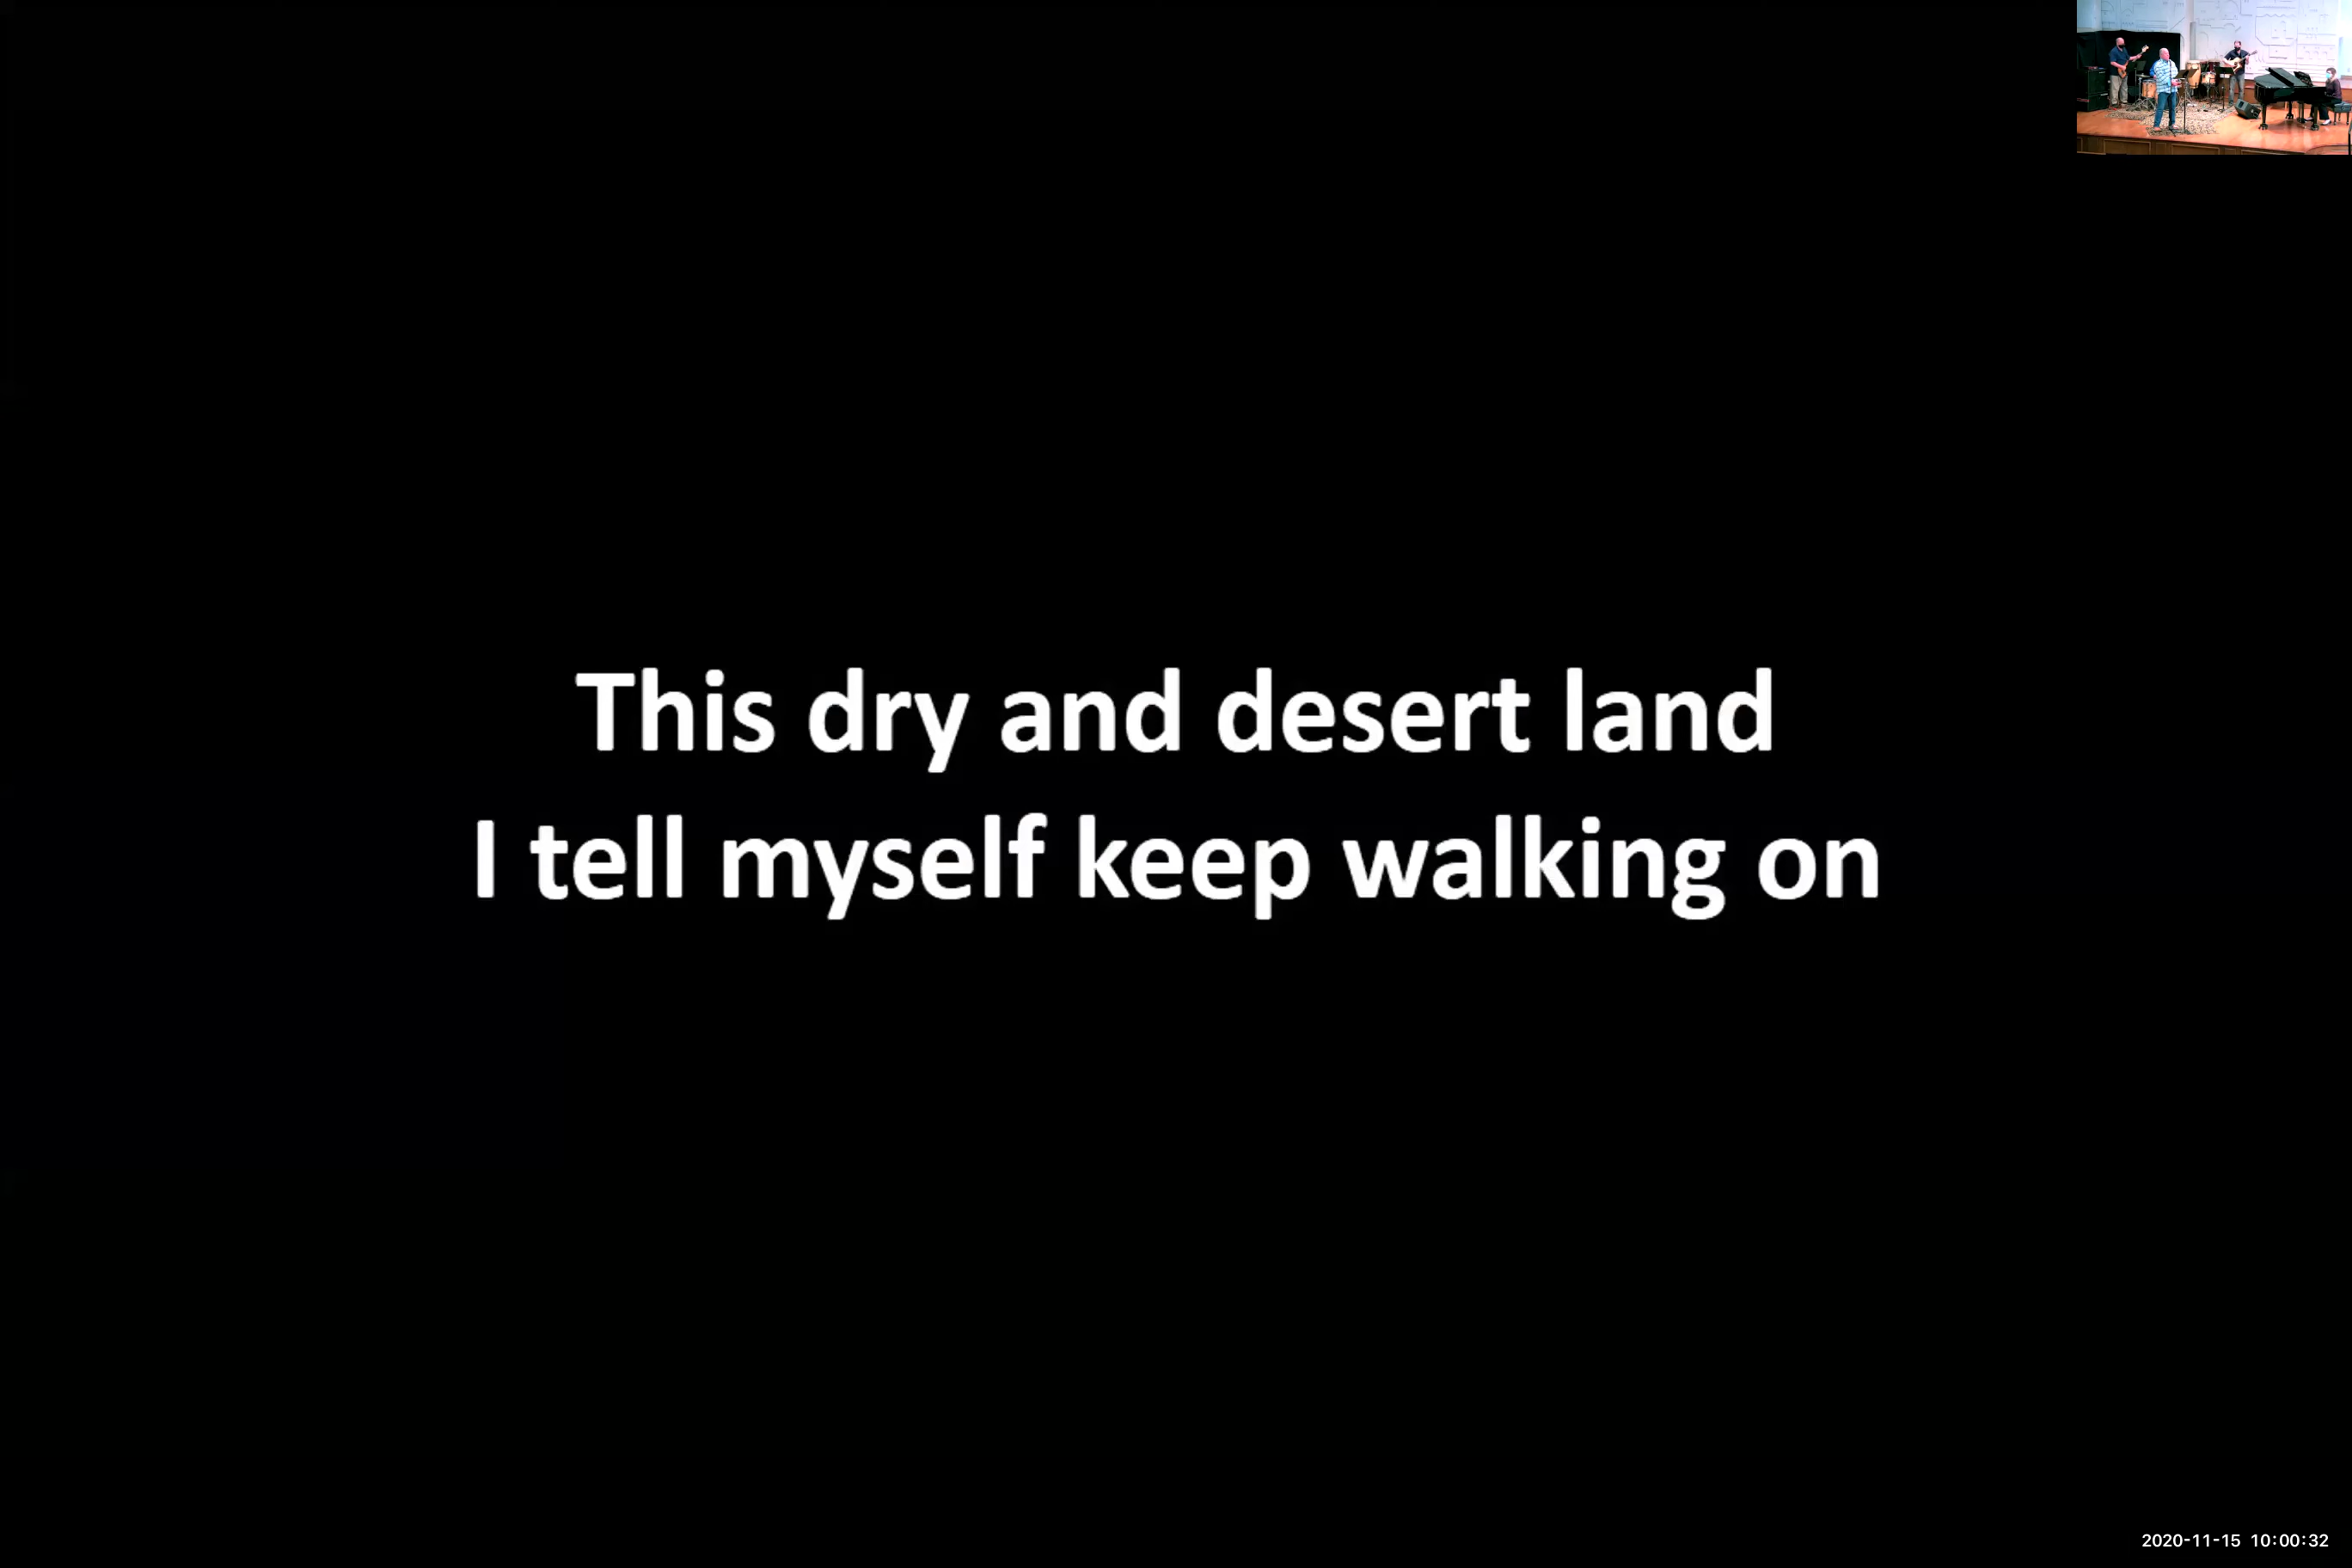 This dry and desert land
I tell myself keep walking on
2020-11-15 10:00:32